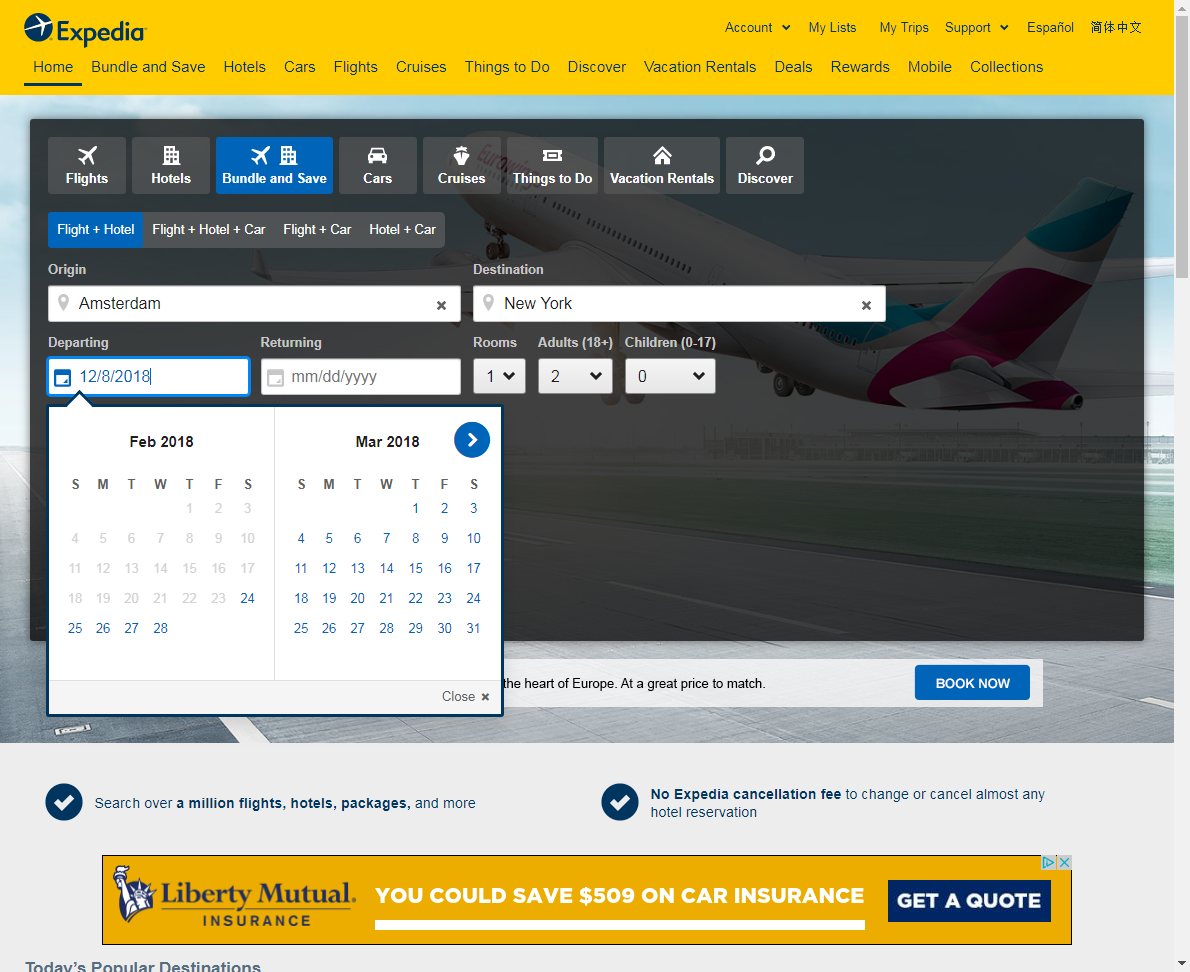 Expedia
Account My Lists My Trips Support Español 简体中文
Home Bundle and Save Hotels Cars Flights Cruises Things to Do Discover Vacation Rentals Deals Rewards Mobile Collections
Flights Hotels Bundle and Save Cars Cruises Things to Do Vacation Rentals Discover
Flight + Hotel Flight + Hotel + Car Flight + Car Hotel + Car
Origin Destination
Amsterdam New York
Departing Returning Rooms Adults (18+) Children (0-17)
12/8/2018 mm/dd/yyyy 1 2 0
Feb 2018 Mar 2018
S M T W T F S S M T W T F S
1 2 3 1 2 3
4 5 6 7 8 9 10 4 5 6 7 8 9 10
11 12 13 14 15 16 17 11 12 13 14 15 16 17
18 19 20 21 22 23 24 18 19 20 21 22 23 24
25 26 27 28 25 26 27 28 29 30 31
Close
the heart of Europe. At a great price to match. BOOK NOW
Search over a million flights, hotels, packages, and more
No Expedia cancellation fee to change or cancel almost any
hotel reservation
Liberty Mutual.
INSURANCE
YOU COULD SAVE $509 ON CAR INSURANCE
GET A QUOTE
Today's Popular Destinations